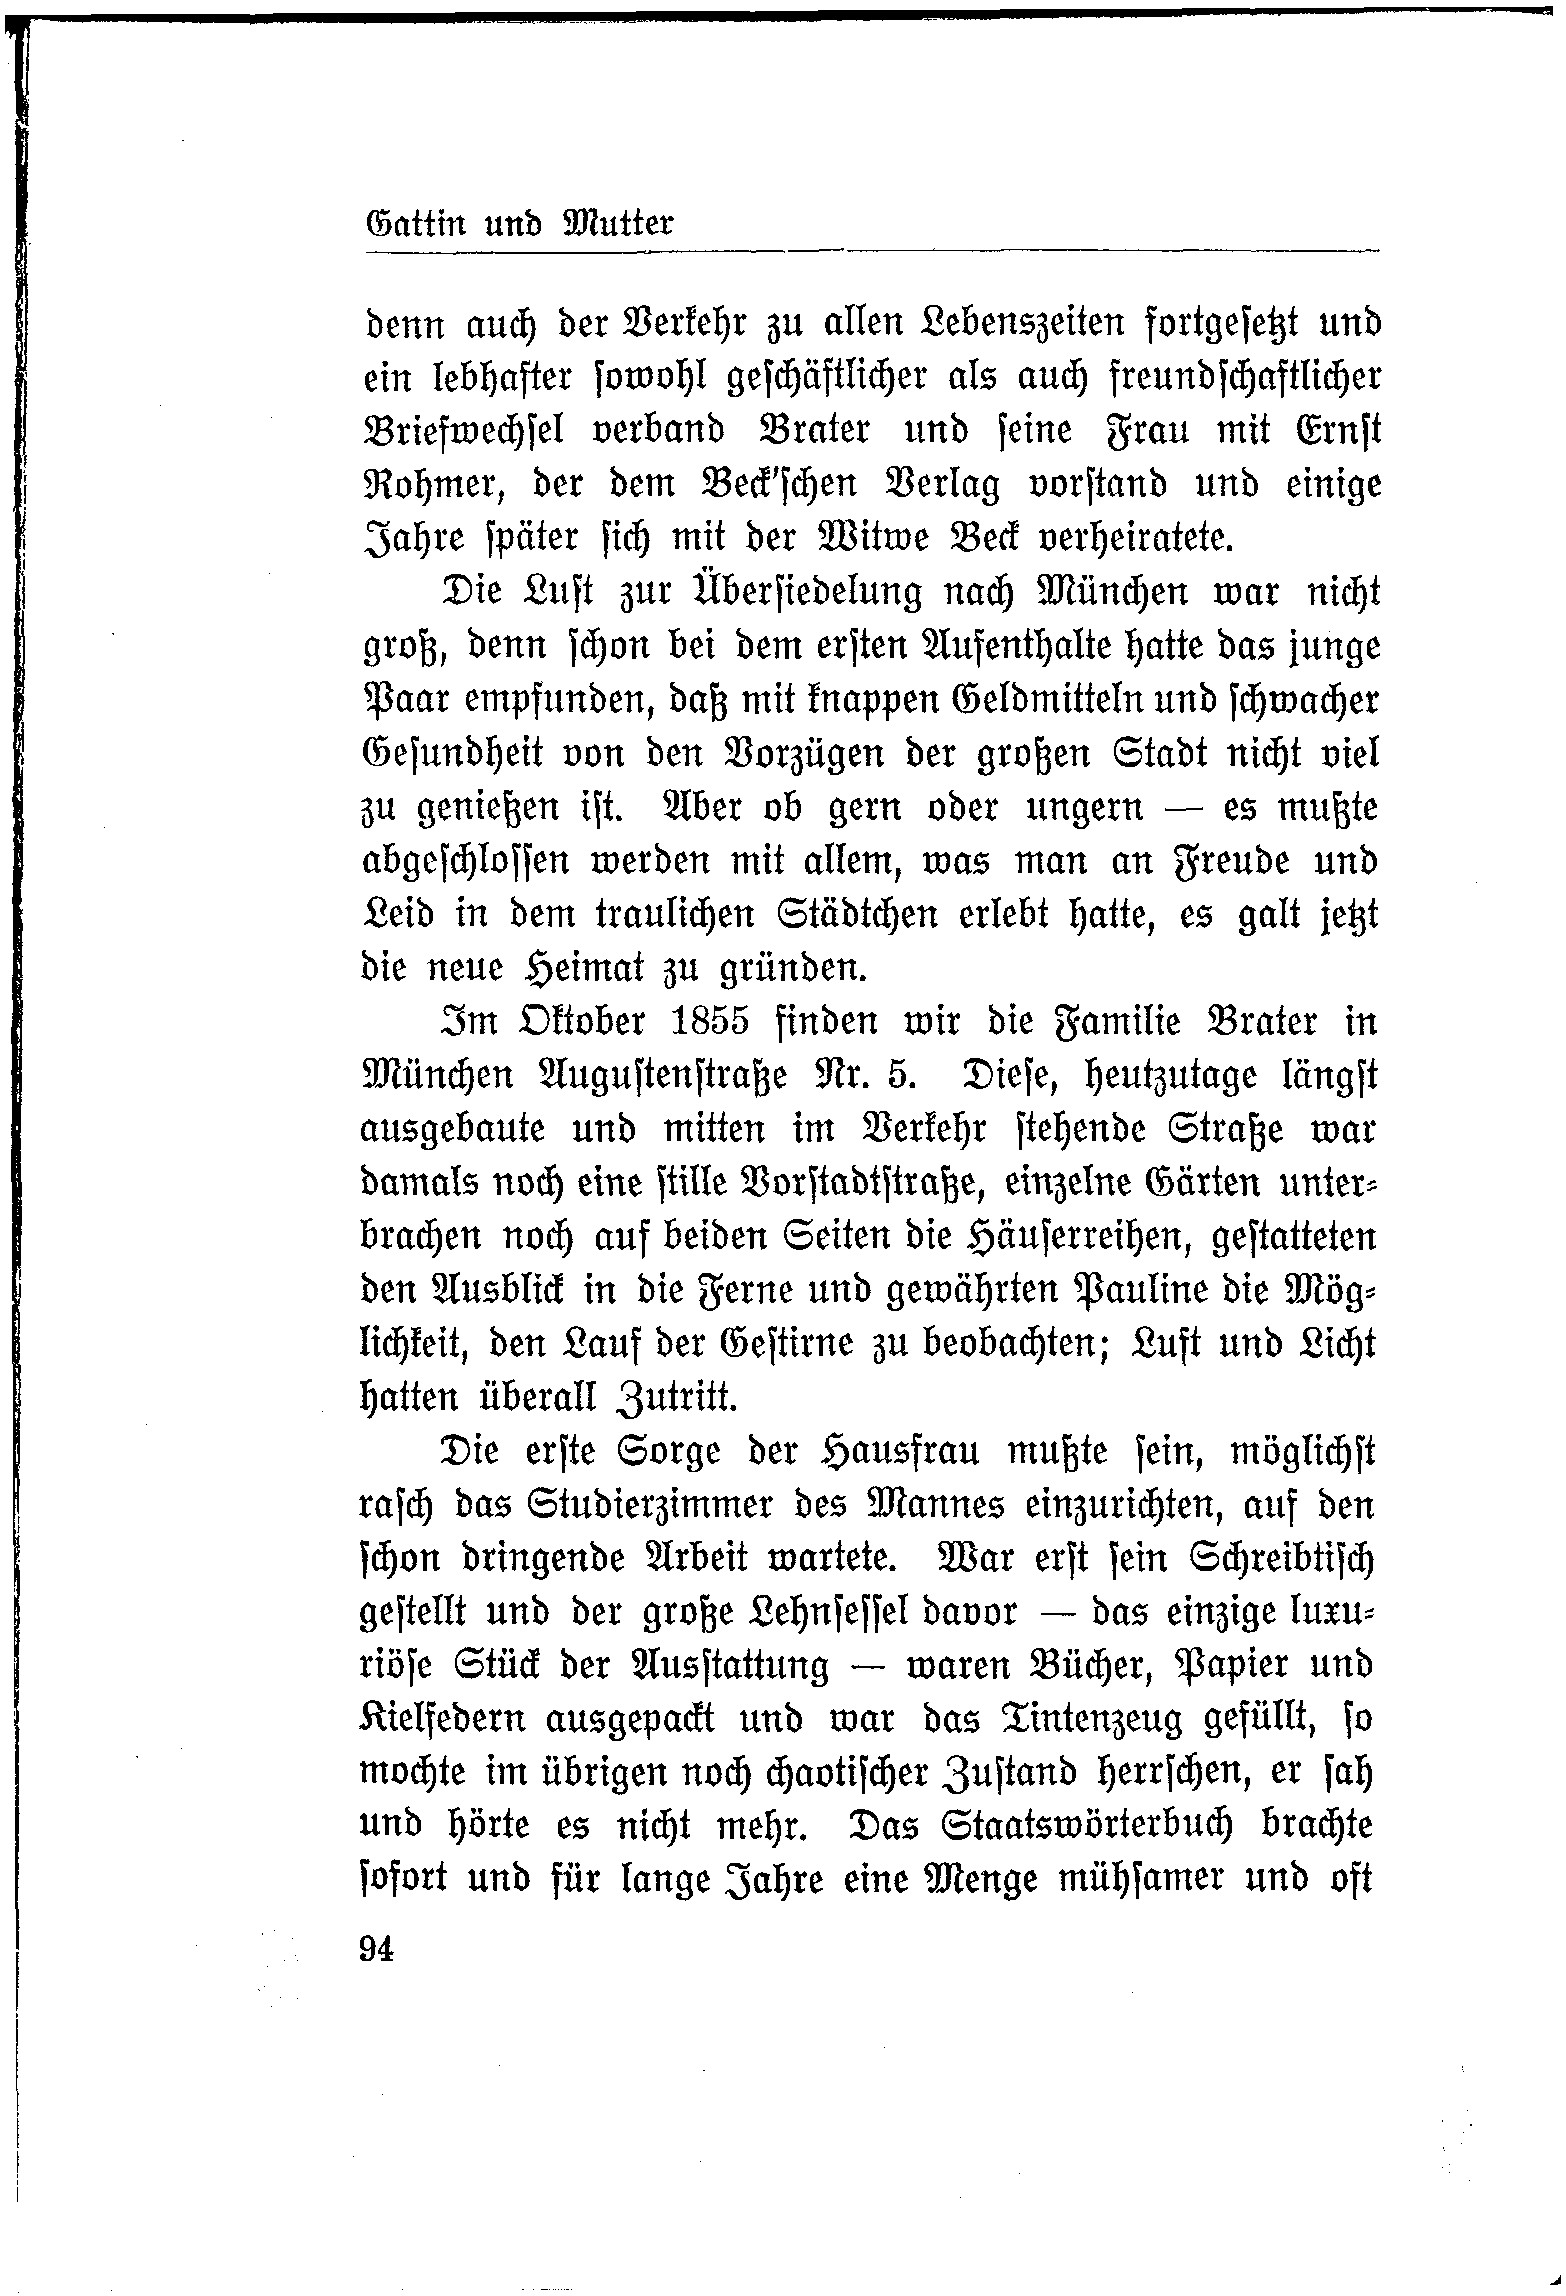 Gattin und Mutter
denn auch der Verkehr zu allen Lebenszeiten fortgesetzt und
ein lebhafter sowohl geschäftlicher als auch freundschaftlicher
Briefwechsel verband Brater und seine Frau mit Ernst
Rohmer, der dem Beck'schen Verlag vorstand und einige
Jahre später sich mit der Witwe Beck verheiratete.
Die Lust zur Übersiedelung nach München war nicht
groß, denn schon bei dem ersten Aufenthalte hatte das junge
Paar empfunden, daß mit knappen Geldmitteln und schwacher
Gesundheit von den Vorzügen der großen Stadt nicht viel
zu genießen ist. Aber ob gern oder ungern — es mußte
abgeschlossen werden mit allem, was man an Freude und
Leid in dem traulichen Städtchen erlebt hatte, es galt jetzt
die neue Heimat zu gründen.
Im Oktober 1855 finden wir die Familie Brater in
München Augustenstraße Nr. 5. Diese, heutzutage längst
ausgebaute und mitten im Verkehr stehende Straße war
damals noch eine stille Vorstadtstraße, einzelne Gärten unter-
brachen noch auf beiden Seiten die Häuserreihen, gestatteten
den Ausblick in die Ferne und gewährten Pauline die Mög-
lichkeit, den Lauf der Gestirne zu beobachten; Luft und Licht
hatten überall Zutritt.
Die erste Sorge der Hausfrau mußte sein, möglichst
rasch das Studierzimmer des Mannes einzurichten, auf den
schon dringende Arbeit wartete. War erst sein Schreibtisch
gestellt und der große Lehnsessel davor — das einzige luxu-
riöse Stück der Ausstattung — waren Bücher, Papier und
Kielfedern ausgepackt und war das Tintenzeug gefüllt, so
mochte im übrigen noch chaotischer Zustand herrschen, er sah
und hörte es nicht mehr. Das Staatswörterbuch brachte
sofort und für lange Jahre eine Menge mühsamer und oft
94